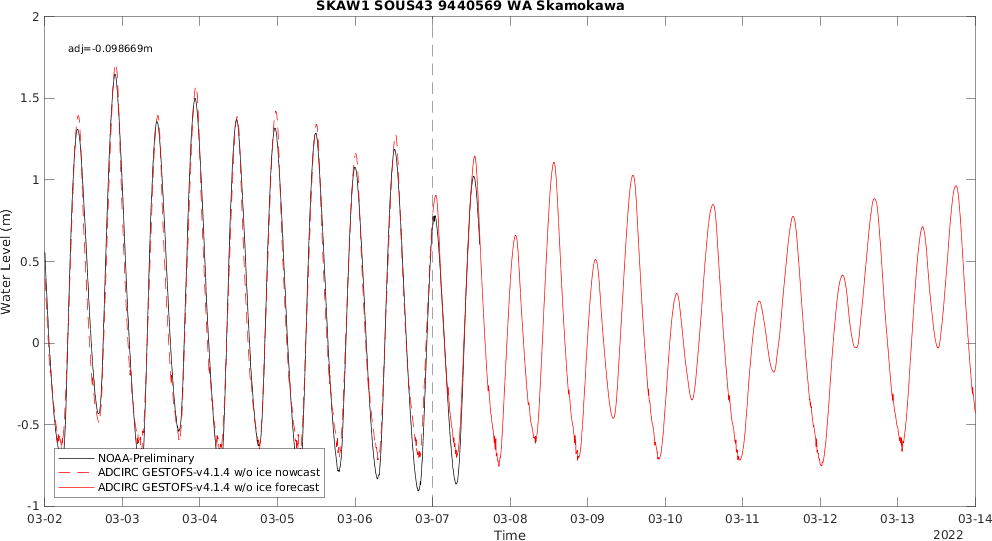 SKAW1 SOUS43 9440569 WA Skamokawa
adj=-0.098669m
2
1.5
1
0.5
0
-0.5
-1
Water Level (m)
NOAA-Preliminary
ADCIRC GESTOFS-v4.1.4 w/o ice nowcast
ADCIRC GESTOFS-v4.1.4 w/o ice forecast
03-02 03-03 03-04 03-05 03-06 03-07 03-08 03-09 03-10 03-11 03-12 03-13 03-14
Time
2022